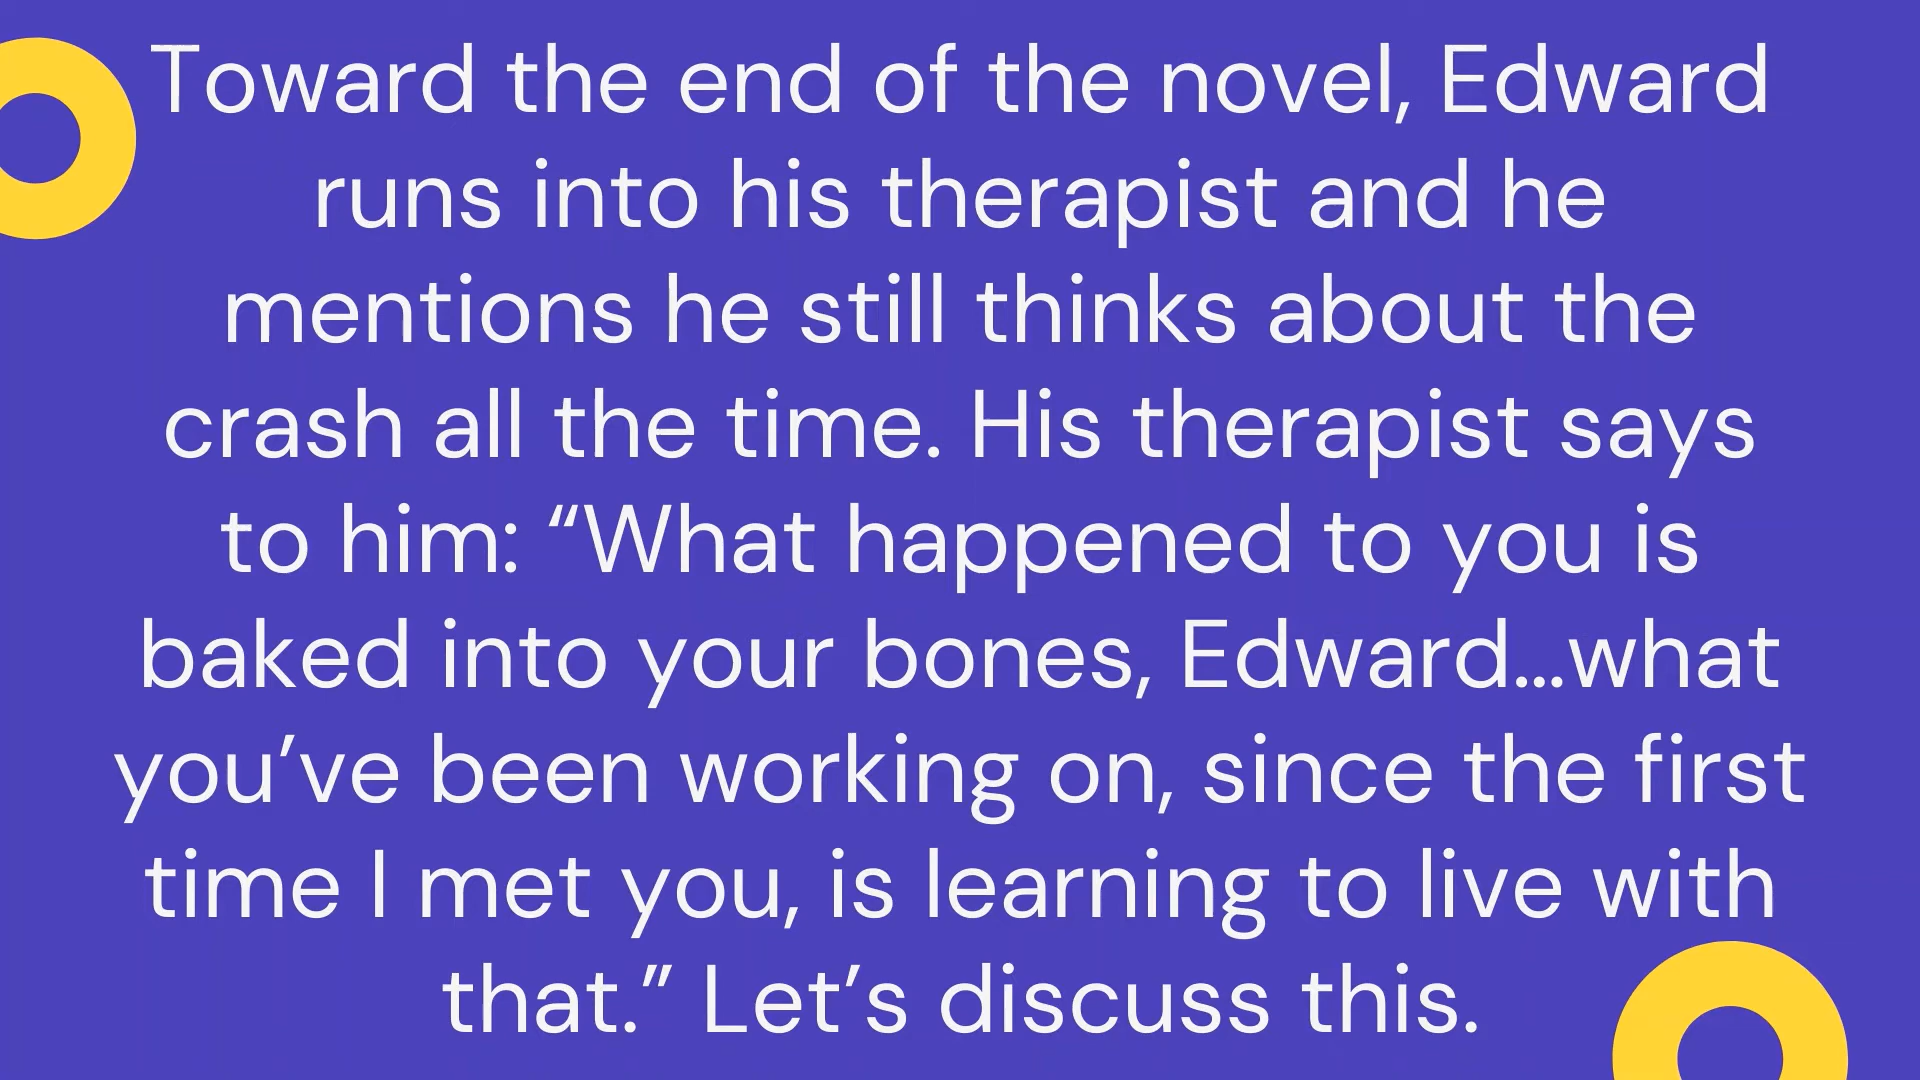 Toward the end of the novel, Edward
runs into his therapist and he
mentions he still thinks about the
crash all the time. His therapist says
to him: “What happened to you is
baked into your bones, Edward...what
you’ve been working on, since the first
time I met you, is learning to live with
that.” Let’s discuss this.